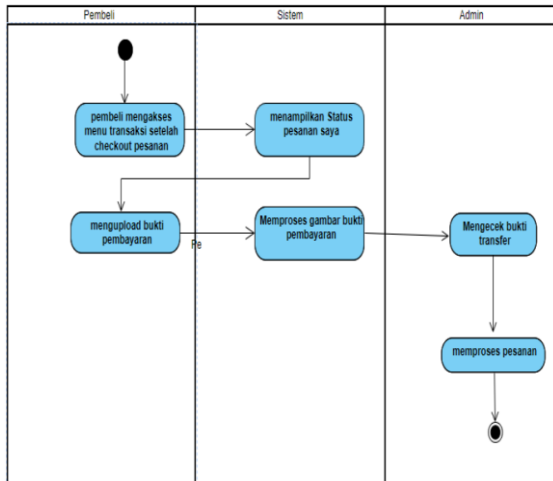 Pembeli
Sistem
Admin
pembeli mengakses
menu transaksi setelah
checkout pesanan
menampilkan Status
pesanan saya
mengupload bukti
pembayaran
Pe
Memproses gambar bukti
pembayaran
Mengecek bukti
transfer
memproses pesanan